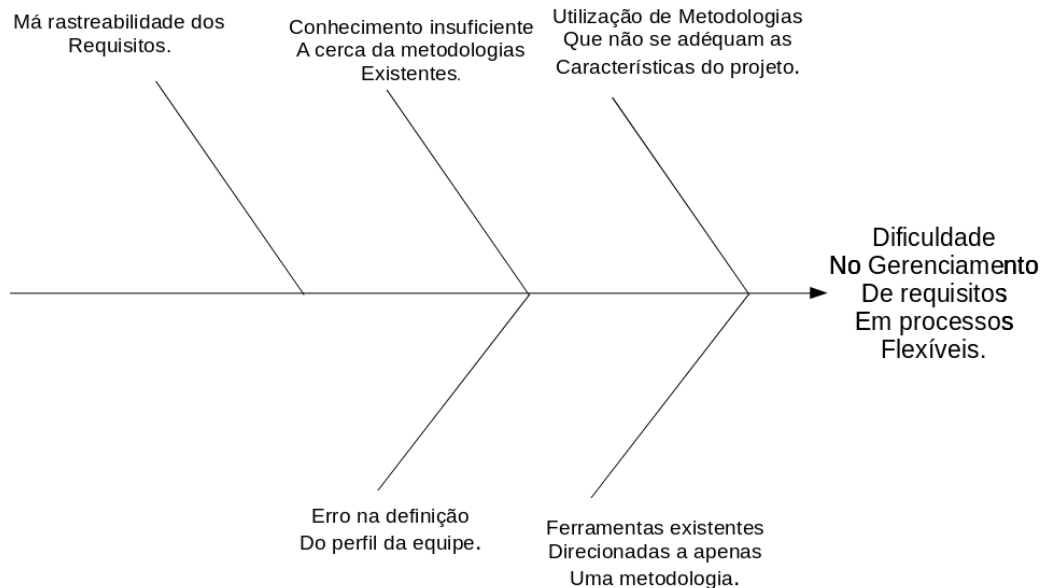 Má rastreabilidade dos
Requisitos.
Conhecimento insuficiente
A cerca da metodologias
Existentes.
Utilização de Metodologias
Que não se adéquam as
Características do projeto.
Dificuldade
No Gerenciamento
De requisitos
Em processos
Flexíveis.
Erro na definição
Do perfil da equipe.
Ferramentas existentes
Direcionadas a apenas
Uma metodologia.